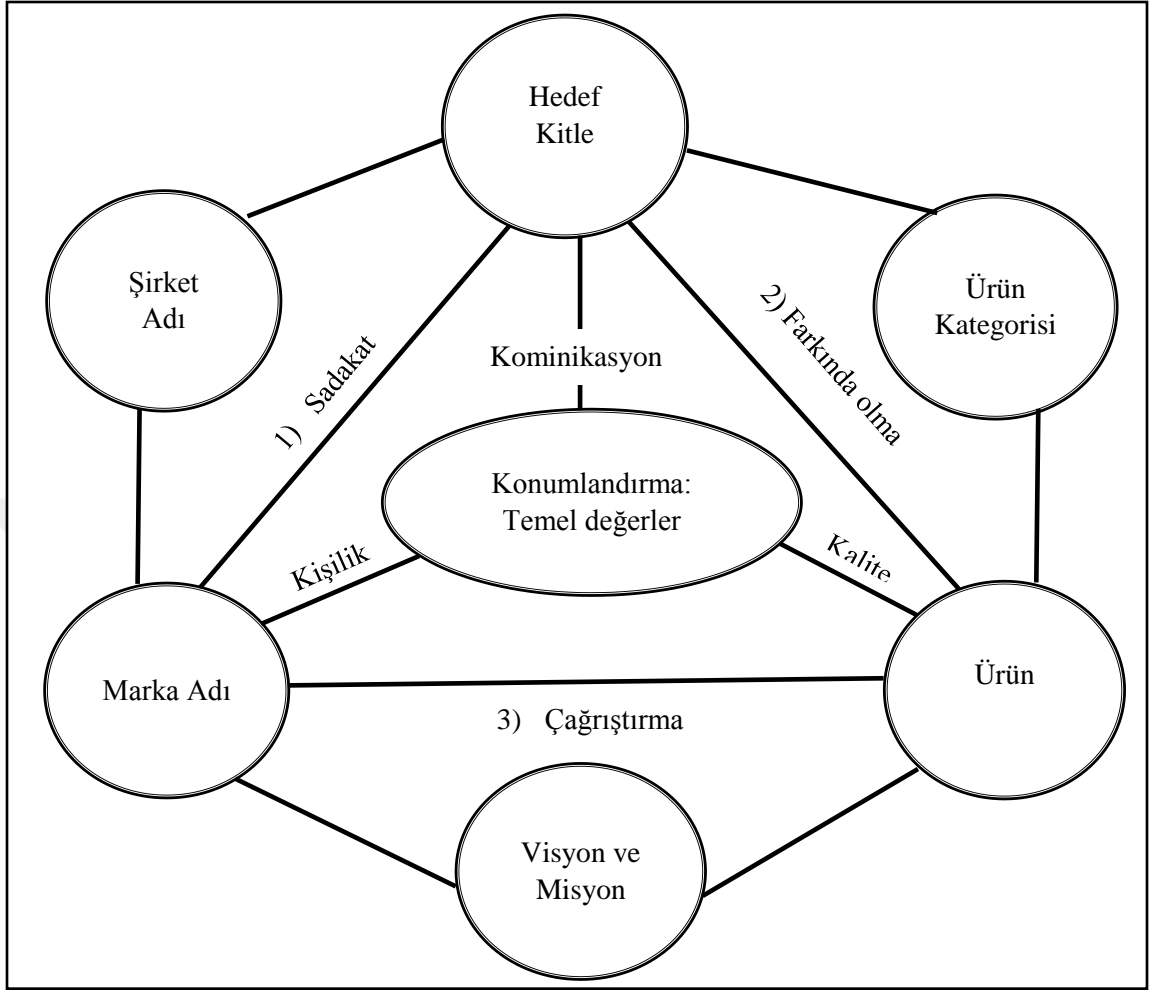 Hedef
Kitle
Şirket
Adı
Ürün
Kategorisi
1) Sadakat
Kominikasyon
2) Farkında olma
Konumlandırma:
Temel değerler
Kişilik
Kalite
Marka Adı
Ürün
3) Çağrıştırma
Visyon ve
Misyon